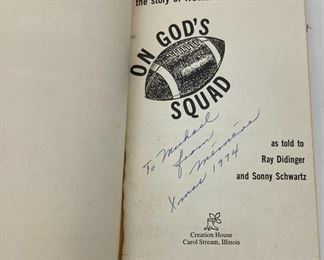 the story of
ON GOD'S
SQUAD
To Michael
from
Mémère
Xmas 1974
as told to
Ray Didinger
and Sonny Schwartz
Creation House
Carol Stream, Illinois